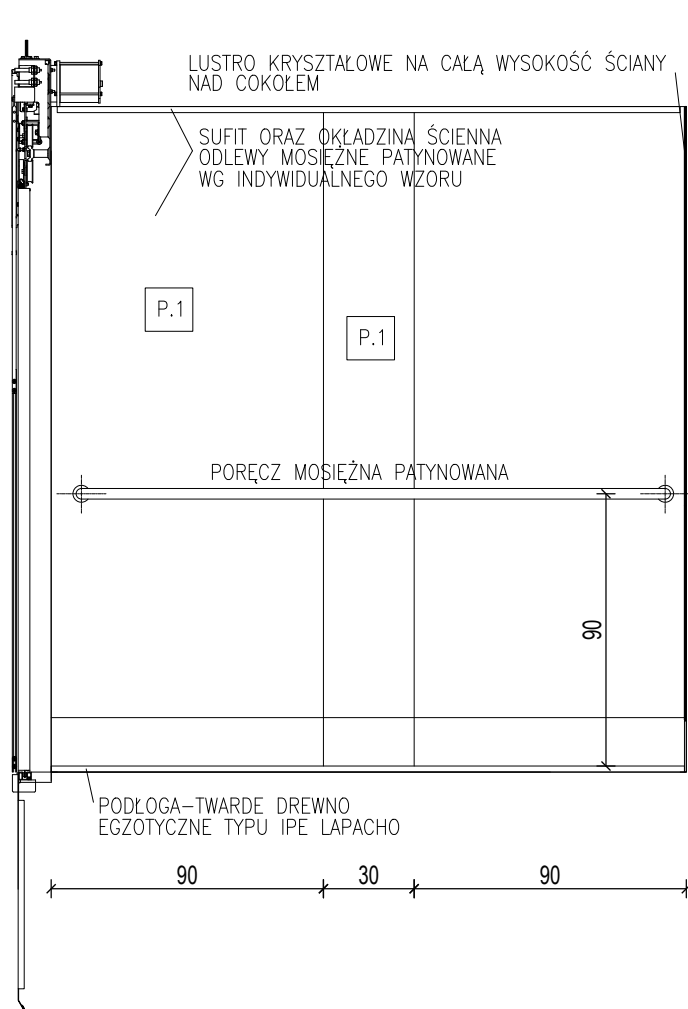 LUSTRO KRYSZTAŁOWE NA CAŁĄ WYSOKOŚĆ ŚCIANY
NAD COKOŁEM
SUFIT ORAZ OKŁADZINA ŚCIENNA
ODLEWY MOSIĘŻNE PATYNOWANE
WG INDYWIDUALNEGO WZORU
P.1
P.1
PORĘCZ MOSIĘŻNA PATYNOWANA
90
PODŁOGA-TWARDE DREWNO
EGZOTYCZNE TYPU IPE LAPACHO
90
30
90